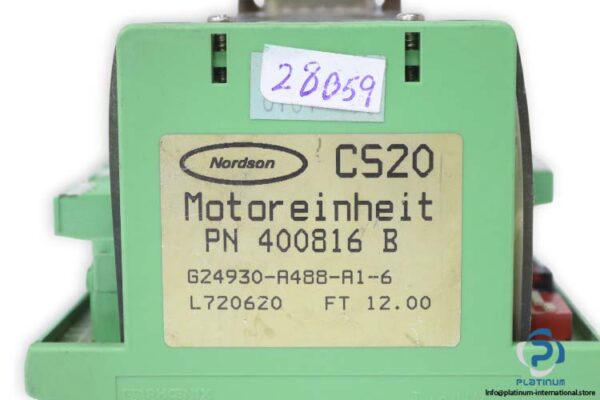 28059
Nordson CS20
Motoreinheit
PN 400816 B
G24930-A488-A1-6
L720620 FT 12.00
PLATINUM
Info@platinum-international.store